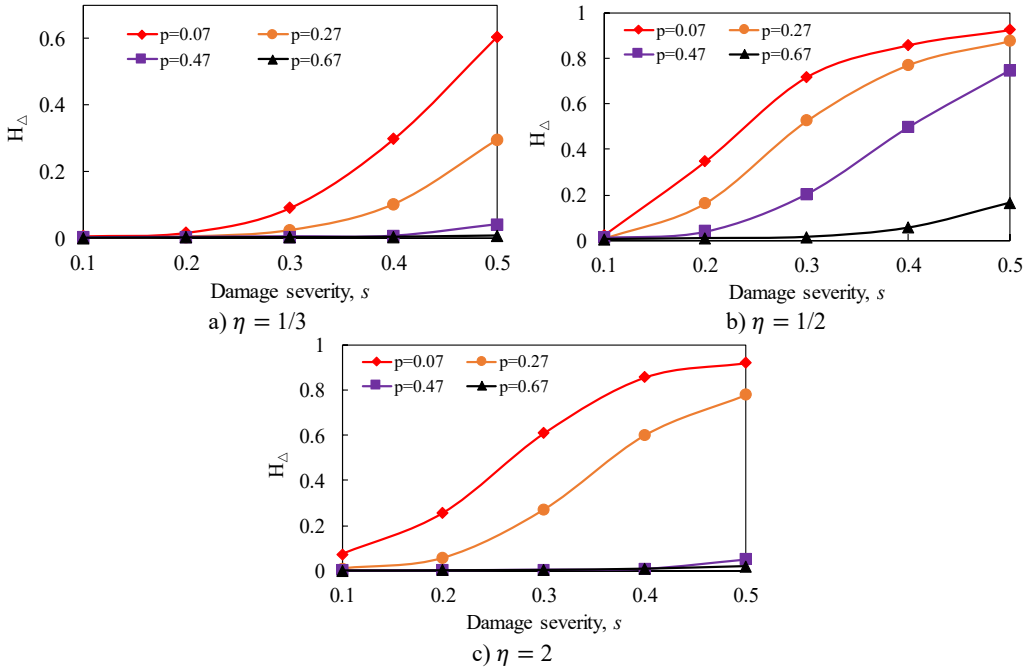 0.6
0.4
0.2
0
H△
p=0.07 p=0.27
p=0.47 p=0.67
0.1 0.2 0.3 0.4 0.5
Damage severity, s
a) η = 1/3
1
0.8
0.6
0.4
0.2
0
H△
p=0.07 p=0.27
p=0.47 p=0.67
0.1 0.2 0.3 0.4 0.5
Damage severity, s
b) η = 1/2
1
0.8
0.6
0.4
0.2
0
H△
p=0.07 p=0.27
p=0.47 p=0.67
0.1 0.2 0.3 0.4 0.5
Damage severity, s
c) η = 2